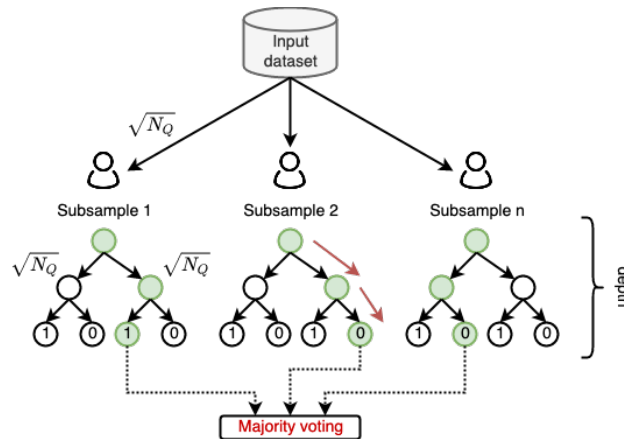 Input
dataset
√N_Q
Subsample 1
Subsample 2
Subsample n
√N_Q
√N_Q
1 0 1 0
1 0 1 0
1 0 1 0
Majority voting